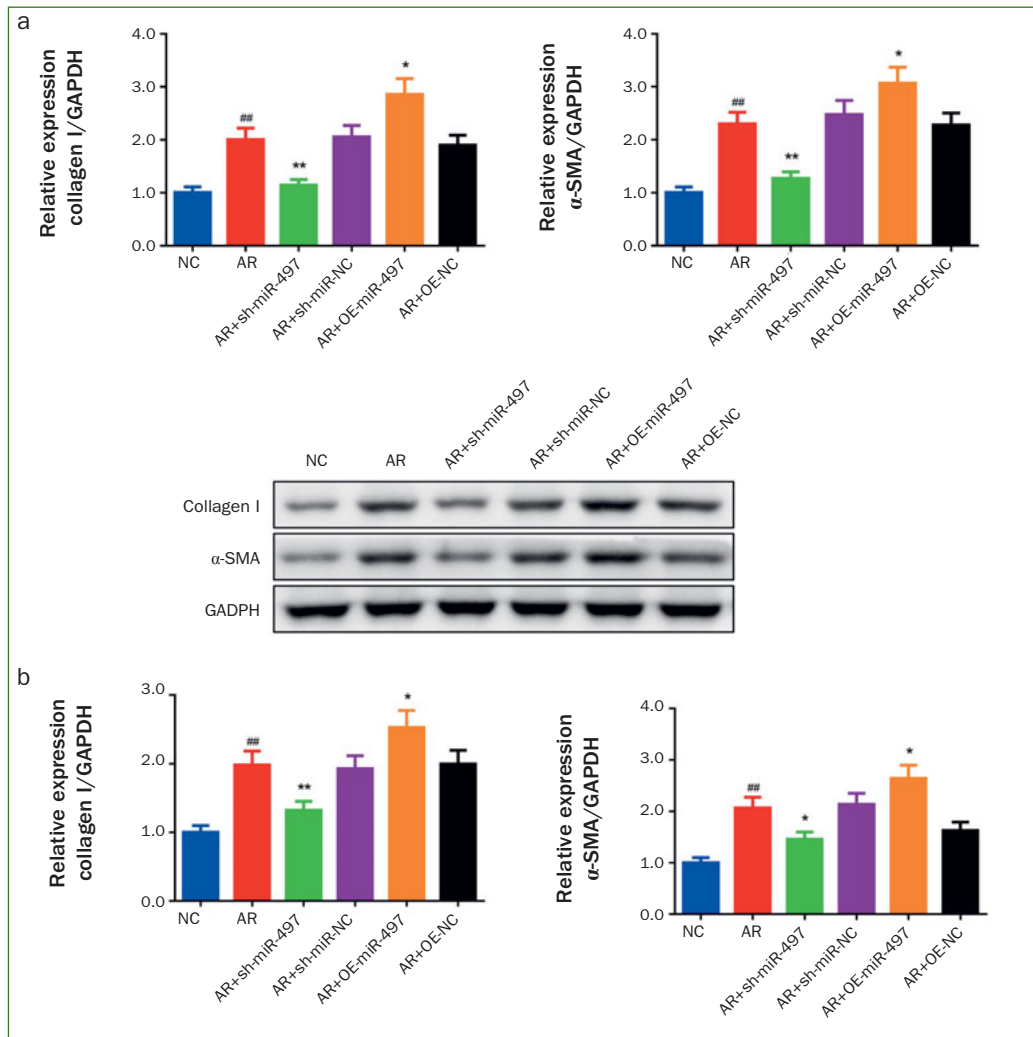 a
Relative expression
collagen I/GAPDH
4.0
3.0
2.0
1.0
0.0
##
**
*
NC
AR
AR+sh-miR-497
AR+sh-miR-NC
AR+OE-miR-497
AR+OE-NC
Relative expression
α-SMA/GAPDH
4.0
3.0
2.0
1.0
0.0
##
**
*
NC
AR
AR+sh-miR-497
AR+sh-miR-NC
AR+OE-miR-497
AR+OE-NC
NC
AR
AR+sh-miR-497
AR+sh-miR-NC
AR+OE-miR-497
AR+OE-NC
Collagen I
α-SMA
GADPH
b
Relative expression
collagen I/GAPDH
3.0
2.0
1.0
0.0
##
**
*
NC
AR
AR+sh-miR-497
AR+sh-miR-NC
AR+OE-miR-497
AR+OE-NC
Relative expression
α-SMA/GAPDH
4.0
3.0
2.0
1.0
0.0
##
*
*
NC
AR
AR+sh-miR-497
AR+sh-miR-NC
AR+OE-miR-497
AR+OE-NC